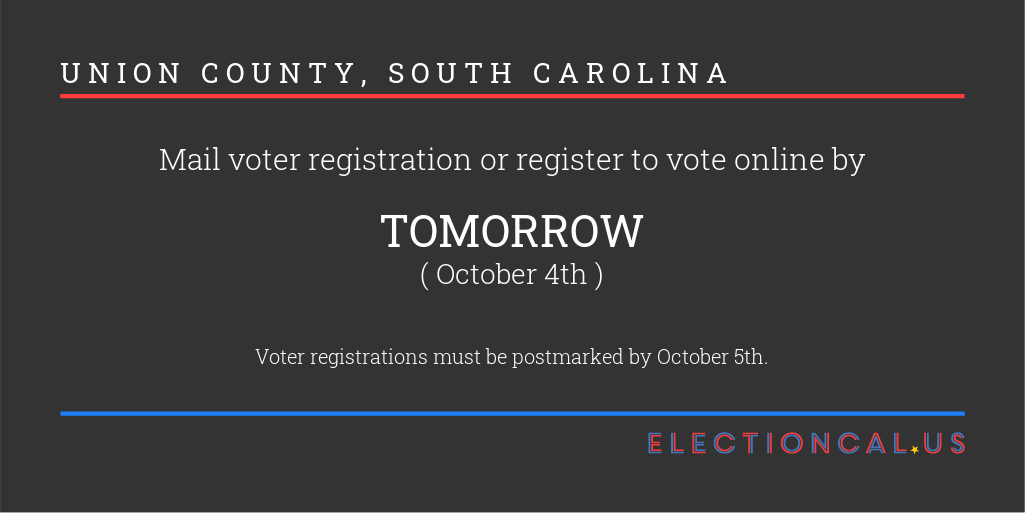 UNION COUNTY, SOUTH CAROLINA
Mail voter registration or register to vote online by
TOMORROW
( October 4th )
Voter registrations must be postmarked by October 5th.
ELECTIONCAL.US